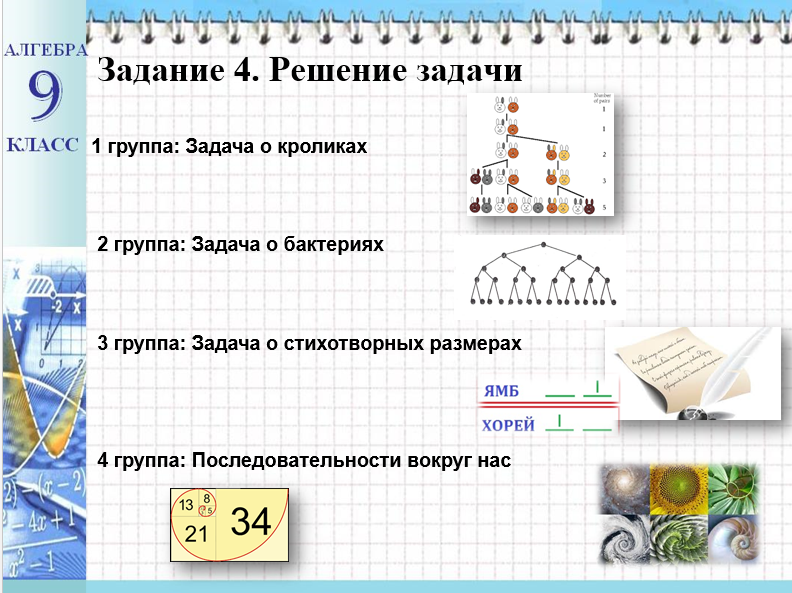 АЛГЕБРА
9
КЛАСС
Задание 4. Решение задачи
1 группа: Задача о кроликах
Number
of pairs
1
1
2
3
5
2 группа: Задача о бактериях
3 группа: Задача о стихотворных размерах
ЯМБ
ХОРЕЙ
4 группа: Последовательности вокруг нас
13
8
5
21
34